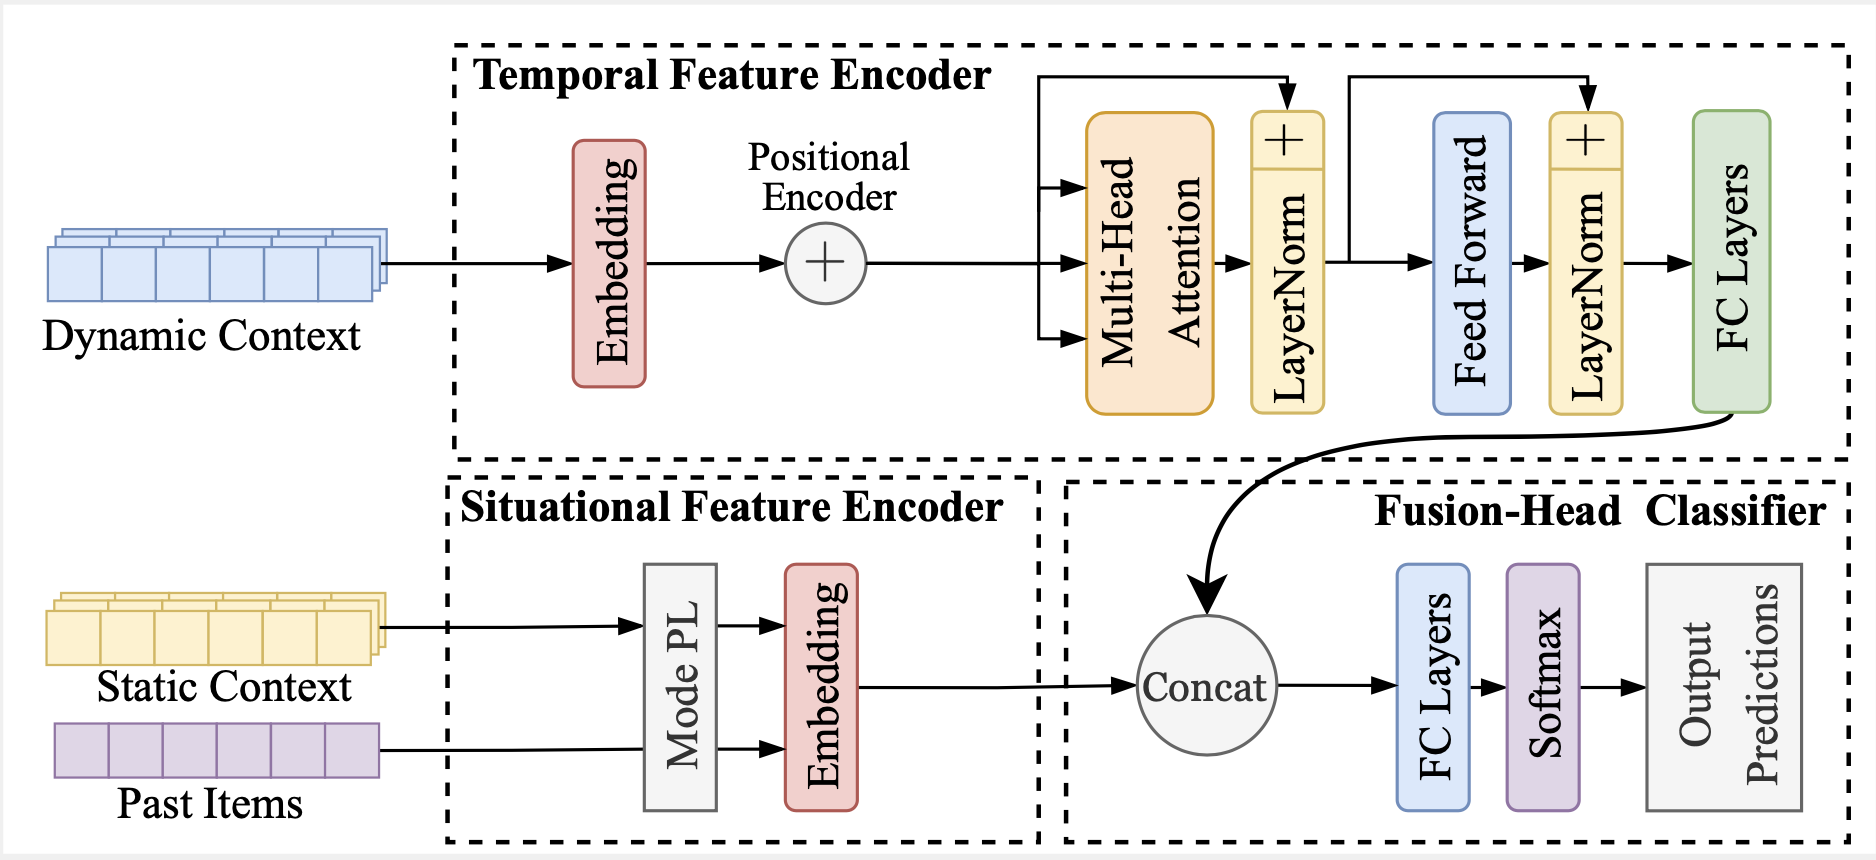 Temporal Feature Encoder
Positional
Encoder
Embedding
+
Multi-Head
Attention
+
LayerNorm
Feed Forward
+
LayerNorm
FC Layers
Dynamic Context
Situational Feature Encoder
Mode PL
Embedding
Static Context
Past Items
Fusion-Head Classifier
Concat
FC Layers
Softmax
Output
Predictions